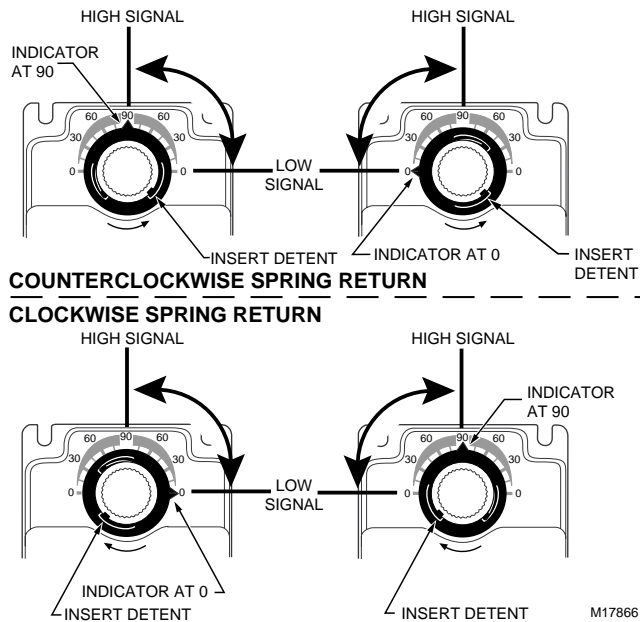 HIGH SIGNAL
HIGH SIGNAL
INDICATOR
AT 90
30 60 90 60 30
0 0
30 60 90 60 30
0 0
LOW
SIGNAL
INSERT DETENT
INDICATOR AT 0
INSERT
DETENT
COUNTERCLOCKWISE SPRING RETURN
CLOCKWISE SPRING RETURN
HIGH SIGNAL
HIGH SIGNAL
INDICATOR
AT 90
30 60 90 60 30
0 0
30 60 90 60 30
0 0
LOW
SIGNAL
INDICATOR AT 0
INSERT DETENT
INSERT DETENT
M17866